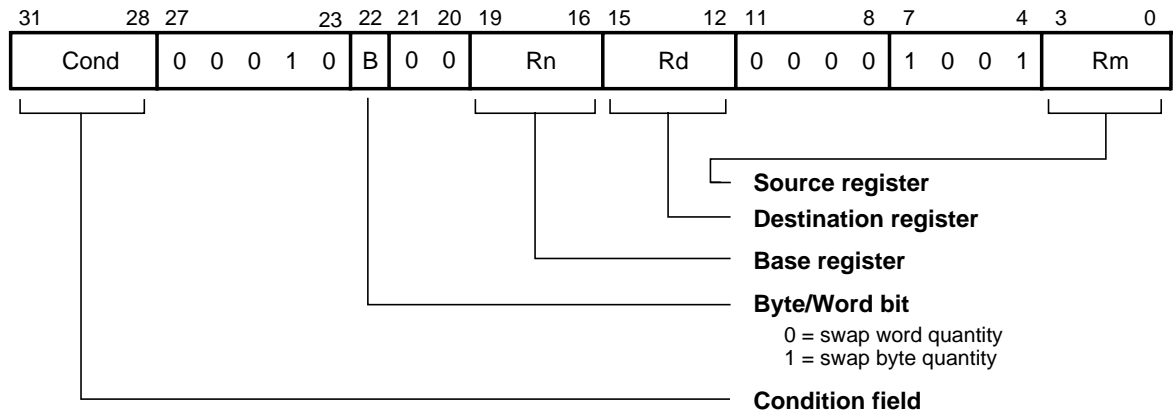 31 28 27 23 22 21 20 19 16 15 12 11 8 7 4 3 0
Cond 0 0 0 1 0 B 0 0 Rn Rd 0 0 0 0 1 0 0 1 Rm
Source register
Destination register
Base register
Byte/Word bit
0 = swap word quantity
1 = swap byte quantity
Condition field